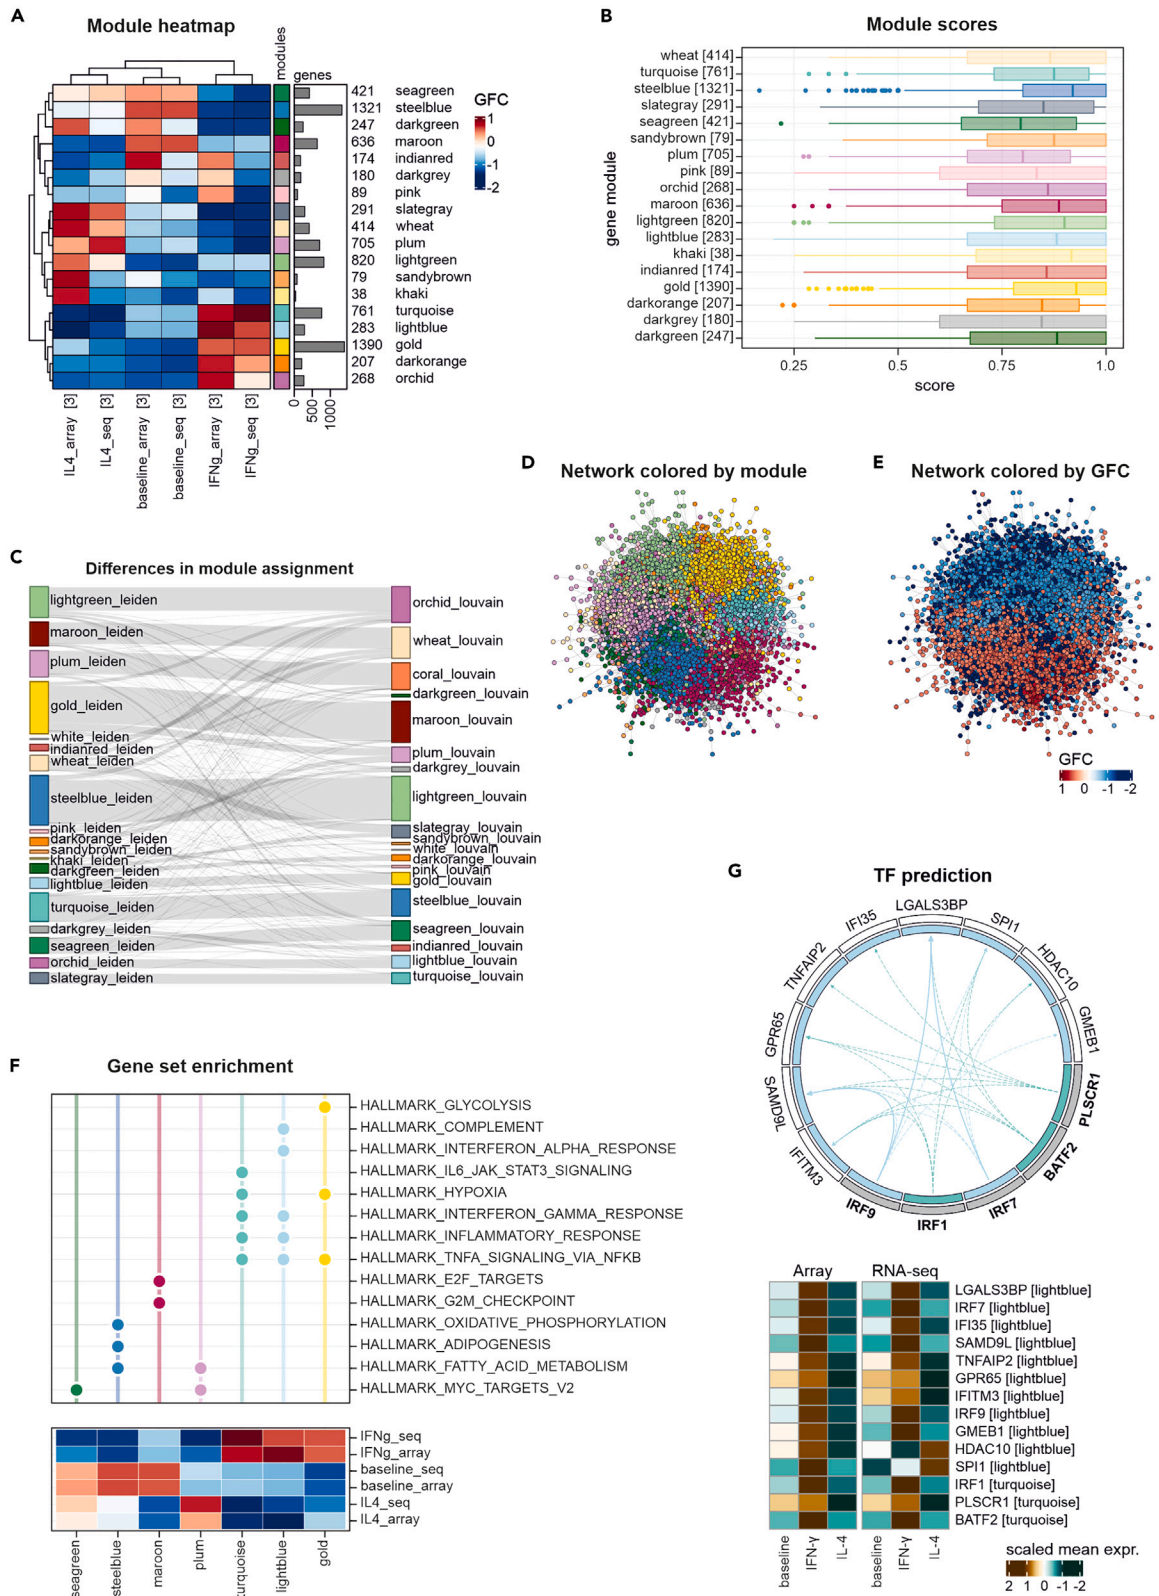 A
Module heatmap
modules
genes
421 seagreen
1321 steelblue
247 darkgreen
636 maroon
174 indianred
180 darkgrey
89 pink
291 slategray
414 wheat
705 plum
820 lightgreen
79 sandybrown
38 khaki
761 turquoise
283 lightblue
1390 gold
207 darkorange
268 orchid
GFC
1
0
-1
-2
0
500
1000
IL4_array [3]
IL4_seq [3]
baseline_array [3]
baseline_seq [3]
IFNg_array [3]
IFNg_seq [3]
B
Module scores
gene module
wheat [414]
turquoise [761]
steelblue [1321]
slategray [291]
seagreen [421]
sandybrown [79]
plum [705]
pink [89]
orchid [268]
maroon [636]
lightgreen [820]
lightblue [283]
khaki [38]
indianred [174]
gold [1390]
darkorange [207]
darkgrey [180]
darkgreen [247]
0.25 0.5 0.75 1.0
score
C
Differences in module assignment
lightgreen_leiden
maroon_leiden
plum_leiden
gold_leiden
white_leiden
indianred_leiden
wheat_leiden
steelblue_leiden
pink_leiden
darkorange_leiden
sandybrown_leiden
khaki_leiden
darkgreen_leiden
lightblue_leiden
turquoise_leiden
darkgrey_leiden
seagreen_leiden
orchid_leiden
slategray_leiden
orchid_louvain
wheat_louvain
coral_louvain
darkgreen_louvain
maroon_louvain
plum_louvain
darkgrey_louvain
lightgreen_louvain
slategray_louvain
sandybrown_louvain
white_louvain
darkorange_louvain
pink_louvain
gold_louvain
steelblue_louvain
seagreen_louvain
indianred_louvain
lightblue_louvain
turquoise_louvain
D
Network colored by module
E
Network colored by GFC
GFC
1 0 -1 -2
F
Gene set enrichment
HALLMARK_GLYCOLYSIS
HALLMARK_COMPLEMENT
HALLMARK_INTERFERON_ALPHA_RESPONSE
HALLMARK_IL6_JAK_STAT3_SIGNALING
HALLMARK_HYPOXIA
HALLMARK_INTERFERON_GAMMA_RESPONSE
HALLMARK_INFLAMMATORY_RESPONSE
HALLMARK_TNFA_SIGNALING_VIA_NFKB
HALLMARK_E2F_TARGETS
HALLMARK_G2M_CHECKPOINT
HALLMARK_OXIDATIVE_PHOSPHORYLATION
HALLMARK_ADIPOGENESIS
HALLMARK_FATTY_ACID_METABOLISM
HALLMARK_MYC_TARGETS_V2
IFNg_seq
IFNg_array
baseline_seq
baseline_array
IL4_seq
IL4_array
seagreen
steelblue
maroon
plum
turquoise
lightblue
gold
G
TF prediction
LGALS3BP
SPI1
HDAC10
GMEB1
PLSCR1
BATF2
IRF7
IRF1
IRF9
IFITM3
SAMD9L
GPR65
TNFAIP2
IFI35
Array RNA-seq
LGALS3BP [lightblue]
IRF7 [lightblue]
IFI35 [lightblue]
SAMD9L [lightblue]
TNFAIP2 [lightblue]
GPR65 [lightblue]
IFITM3 [lightblue]
IRF9 [lightblue]
GMEB1 [lightblue]
HDAC10 [lightblue]
SPI1 [lightblue]
IRF1 [turquoise]
PLSCR1 [turquoise]
BATF2 [turquoise]
baseline
IFN-γ
IL-4
baseline
IFN-γ
IL-4
scaled mean expr.
2 1 0 -1 -2